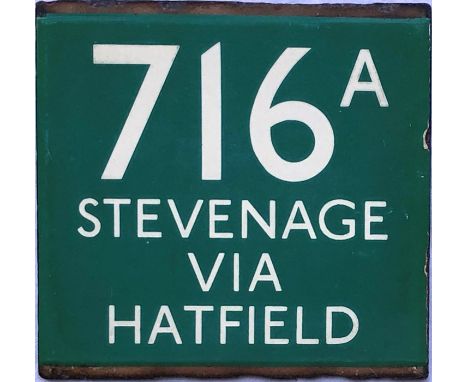 716A
STEVENAGE
VIA
HATFIELD